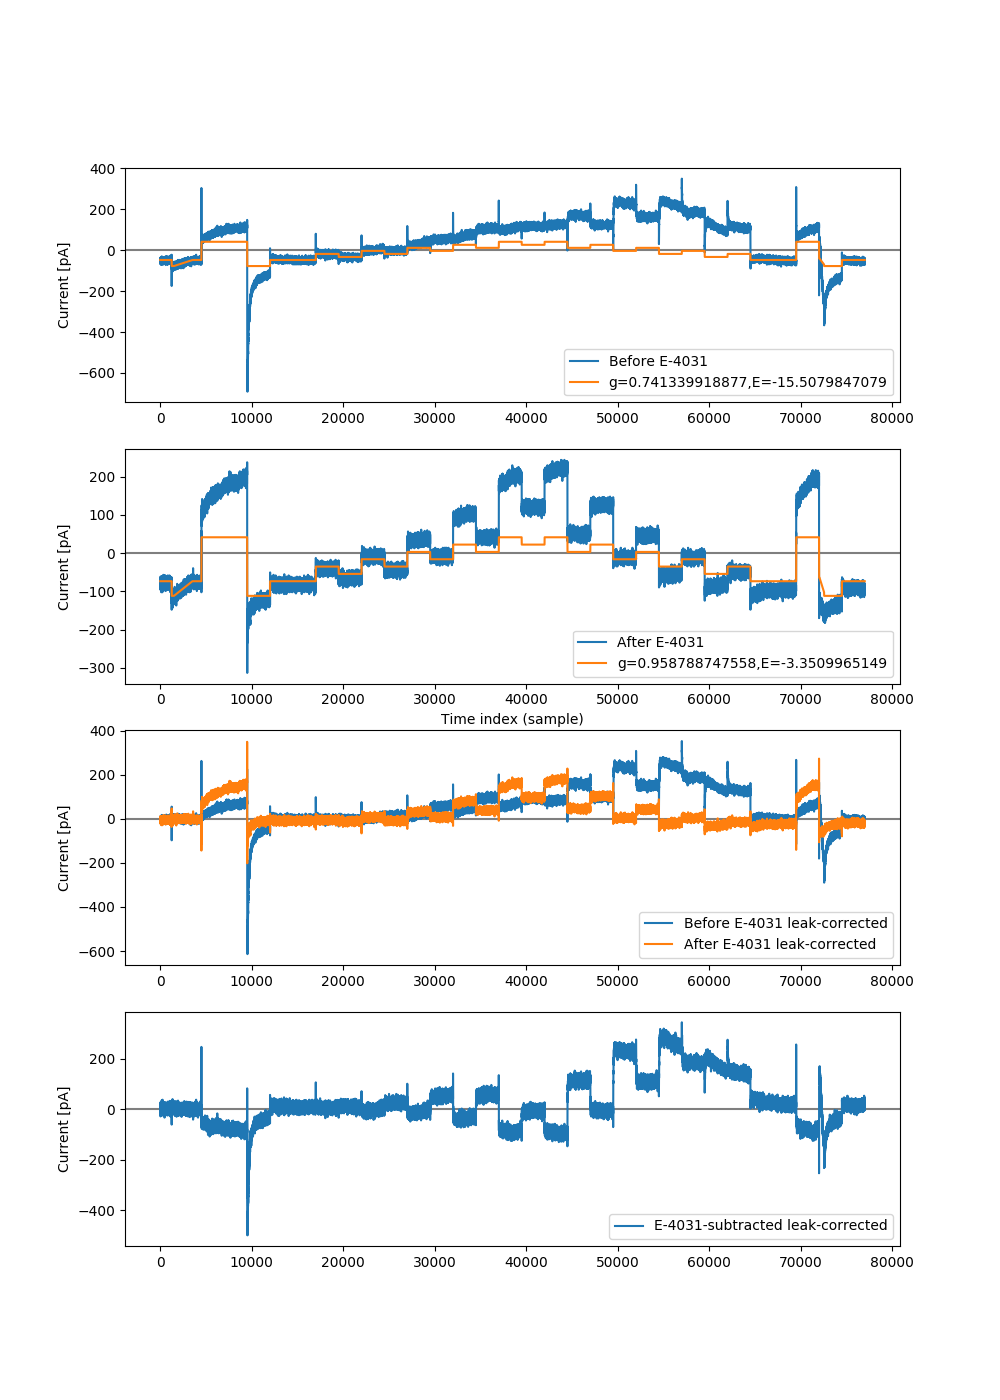 400
200
0
−200
−400
−600
Current [pA]
Before E-4031
g=0.741339918877,E=-15.5079847079
0 10000 20000 30000 40000 50000 60000 70000 80000
200
100
0
−100
−200
−300
Current [pA]
After E-4031
g=0.958788747558,E=-3.3509965149
0 10000 20000 30000 40000 50000 60000 70000 80000
Time index (sample)
400
200
0
−200
−400
−600
Current [pA]
Before E-4031 leak-corrected
After E-4031 leak-corrected
0 10000 20000 30000 40000 50000 60000 70000 80000
200
0
−200
−400
Current [pA]
E-4031-subtracted leak-corrected
0 10000 20000 30000 40000 50000 60000 70000 80000